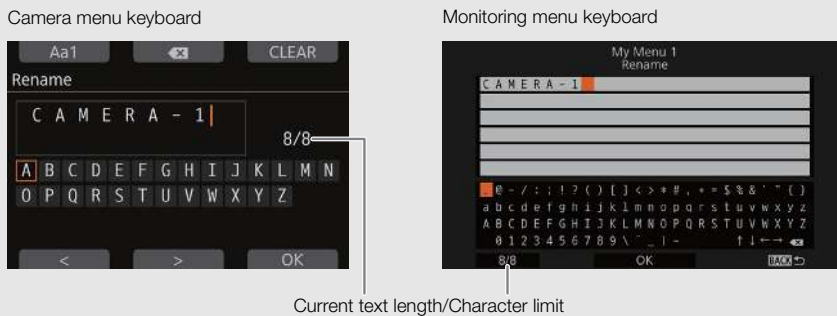 Camera menu keyboard
Aa1 CLEAR
Rename
CAMERA-1
8/8
A B C D E F G H I J K L M N
O P Q R S T U V W X Y Z
< > OK
Monitoring menu keyboard
My Menu 1
Rename
CAMERA-1
a b c d e f g h i j k l m n o p q r s t u v w x y z
A B C D E F G H I J K L M N O P Q R S T U V W X Y Z
0 1 2 3 4 5 6 7 8 9 \ ^ _ | ~ ↑ ↓ ← →
8/8 OK BACK
Current text length/Character limit